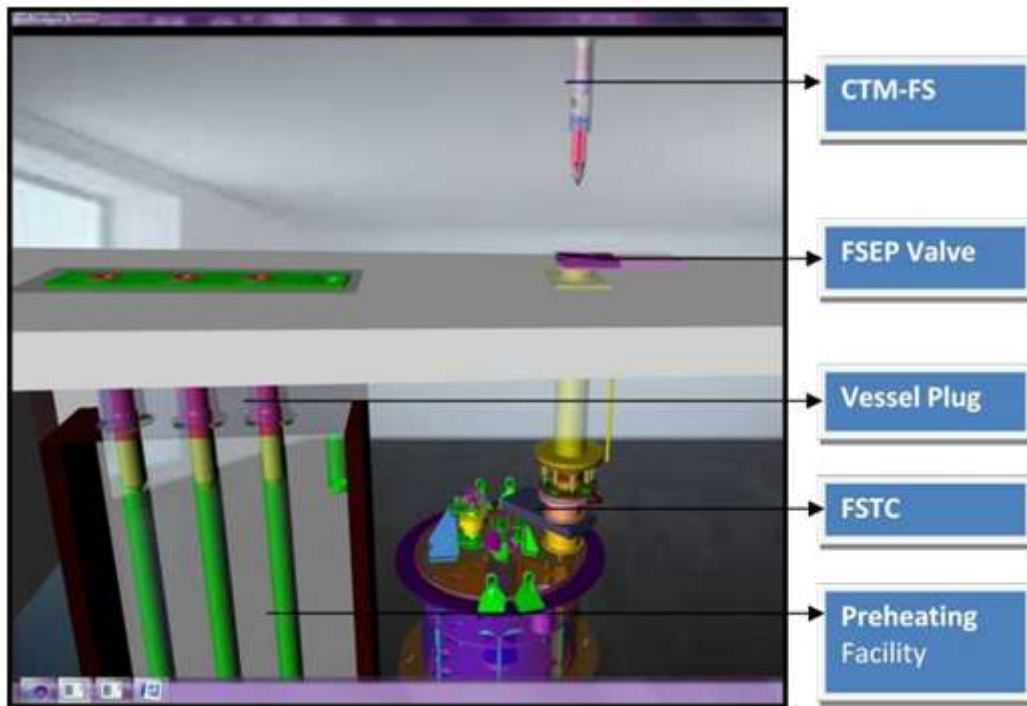 CTM-FS
FSEP Valve
Vessel Plug
FSTC
Preheating
Facility